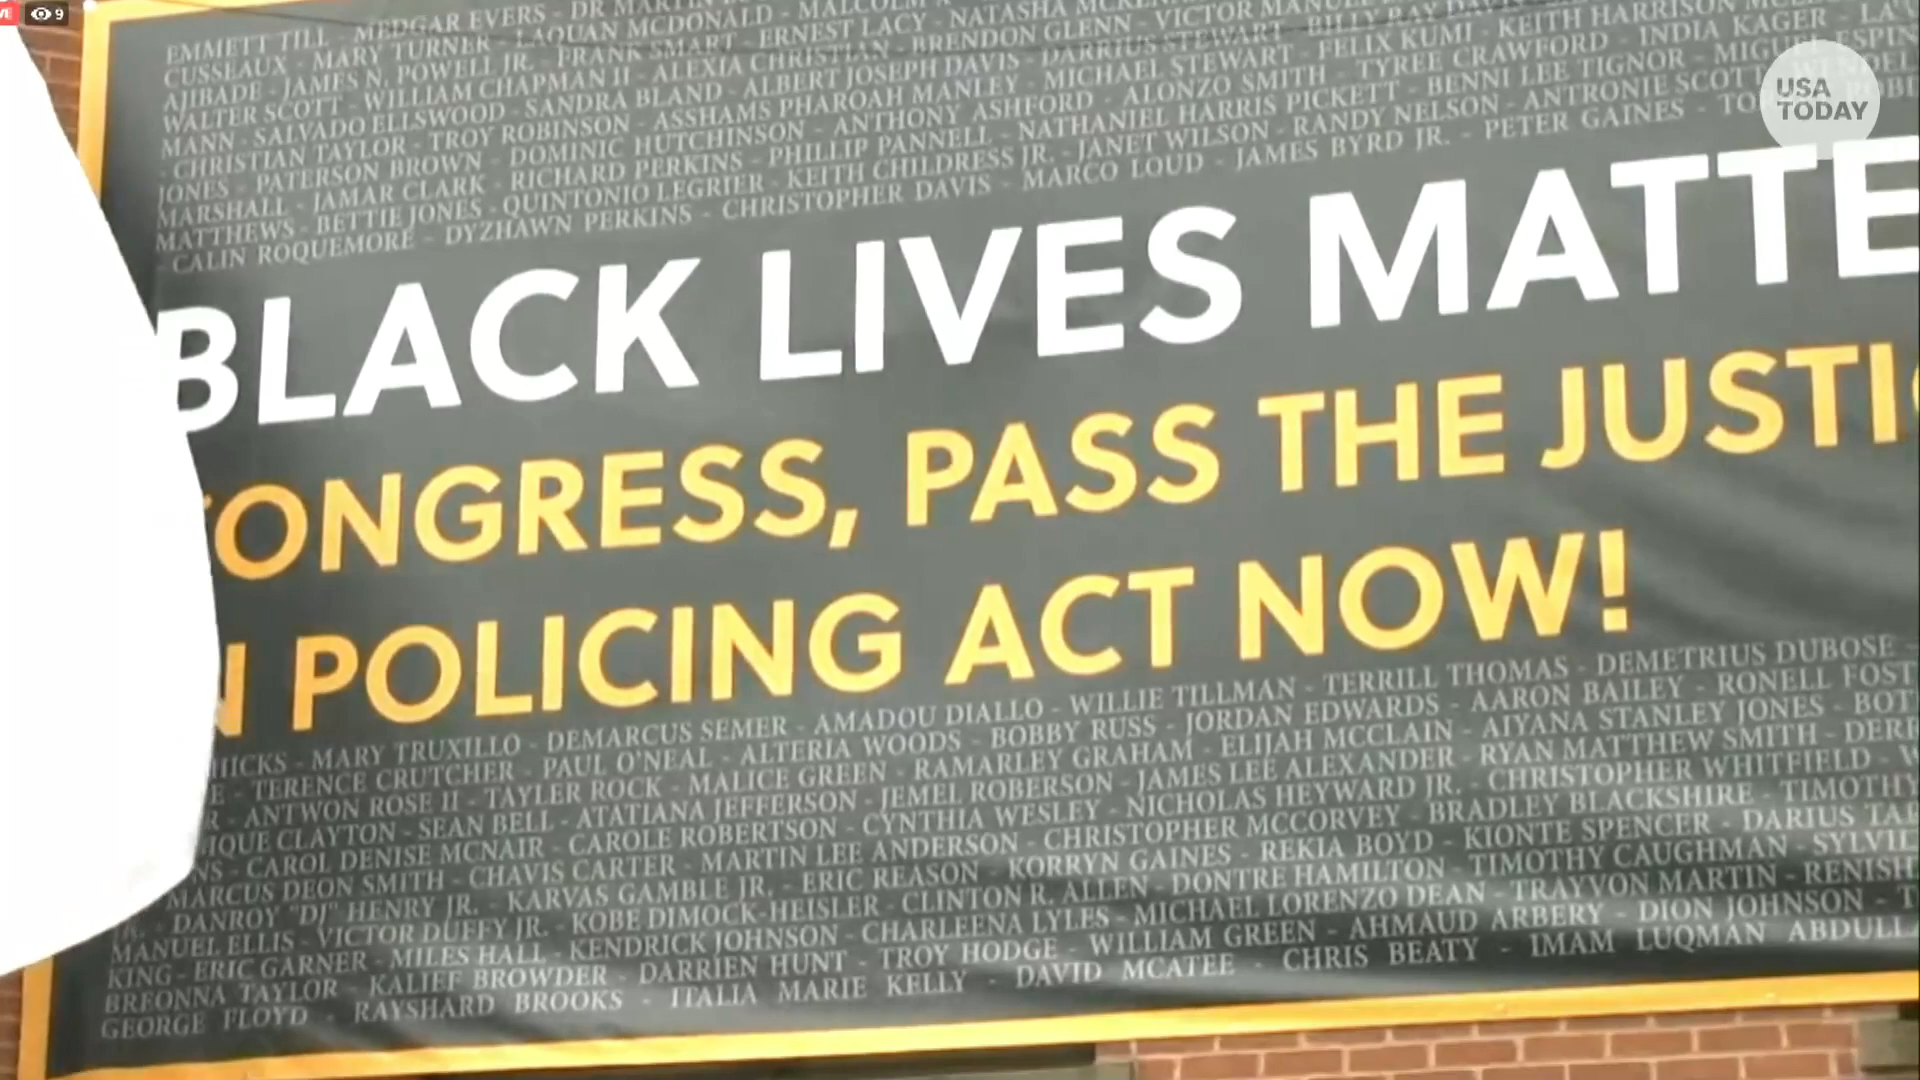 9
USA
TODAY
EMMETT TILL - MEDGAR EVERS - DR
CUSSEAUX - MARY TURNER - LAQUAN MCDONALD - MALCOLM
AJIBADE - JAMES N. POWELL JR. - FRANK SMART - ERNEST LACY - NATASHA
WALTER SCOTT - WILLIAM CHAPMAN II - ALEXIA CHRISTIAN - BRENDON GLENN - VICTOR
MANN - SALVADO ELLSWOOD - SANDRA BLAND - ALBERT JOSEPH DAVIS - DARRIUS STEWART - BILLY RAY DAVIS
- CHRISTIAN TAYLOR - TROY ROBINSON - ASSHAMS PHAROAH MANLEY - MICHAEL STEWART - FELIX KUMI - KEITH HARRISON
JONES - PATERSON BROWN - DOMINIC HUTCHINSON - ANTHONY ASHFORD - ALONZO SMITH - TYREE CRAWFORD - INDIA KAGER
MARSHALL - JAMAR CLARK - RICHARD PERKINS - PHILLIP PANNELL - NATHANIEL HARRIS PICKETT - BENNI LEE TIGNOR - MIGUEL
MATTHEWS - BETTIE JONES - QUINTONIO LEGRIER - KEITH CHILDRESS JR. - JANET WILSON - RANDY NELSON - ANTRONIE SCOTT
- CALIN ROQUEMORE - DYZHAWN PERKINS - CHRISTOPHER DAVIS - MARCO LOUD - JAMES BYRD JR. - PETER GAINES
BLACK LIVES MATTE
ONGRESS, PASS THE JUSTI
N POLICING ACT NOW!
HICKS - MARY TRUXILLO - DEMARCUS SEMER - AMADOU DIALLO - WILLIE TILLMAN - TERRILL THOMAS - DEMETRIUS DUBOSE -
E - TERENCE CRUTCHER - PAUL O'NEAL - ALTERIA WOODS - BOBBY RUSS - JORDAN EDWARDS - AARON BAILEY - RONELL FOST
R - ANTWON ROSE II - TAYLER ROCK - MALICE GREEN - RAMARLEY GRAHAM - ELIJAH MCCLAIN - AIYANA STANLEY JONES - BOT
IQUE CLAYTON - SEAN BELL - ATATIANA JEFFERSON - JEMEL ROBERSON - JAMES LEE ALEXANDER - RYAN MATTHEW SMITH - DERR
NS - CAROL DENISE MCNAIR - CAROLE ROBERTSON - CYNTHIA WESLEY - NICHOLAS HEYWARD JR. - CHRISTOPHER WHITFIELD - 
MARCUS DEON SMITH - CHAVIS CARTER - MARTIN LEE ANDERSON - CHRISTOPHER MCCORVEY - BRADLEY BLACKSHIRE - TIMOTHY
JR. - DANROY "DJ" HENRY JR. - KARVAS GAMBLE JR. - ERIC REASON - KORRYN GAINES - REKIA BOYD - KIONTE SPENCER - DARIUS TA
MANUEL ELLIS - VICTOR DUFFY JR. - KOBE DIMOCK-HEISLER - CLINTON R. ALLEN - DONTRE HAMILTON - TIMOTHY CAUGHMAN - SYLVI
KING - ERIC GARNER - MILES HALL - KENDRICK JOHNSON - CHARLEENA LYLES - MICHAEL LORENZO DEAN - TRAYVON MARTIN - RENISH
BREONNA TAYLOR - KALIEF BROWDER - DARRIEN HUNT - TROY HODGE - WILLIAM GREEN - AHMAUD ARBERY - DION JOHNSON - T
GEORGE FLOYD - RAYSHARD BROOKS - ITALIA MARIE KELLY - DAVID MCATEE - CHRIS BEATY - IMAM LUQMAN ABDULL